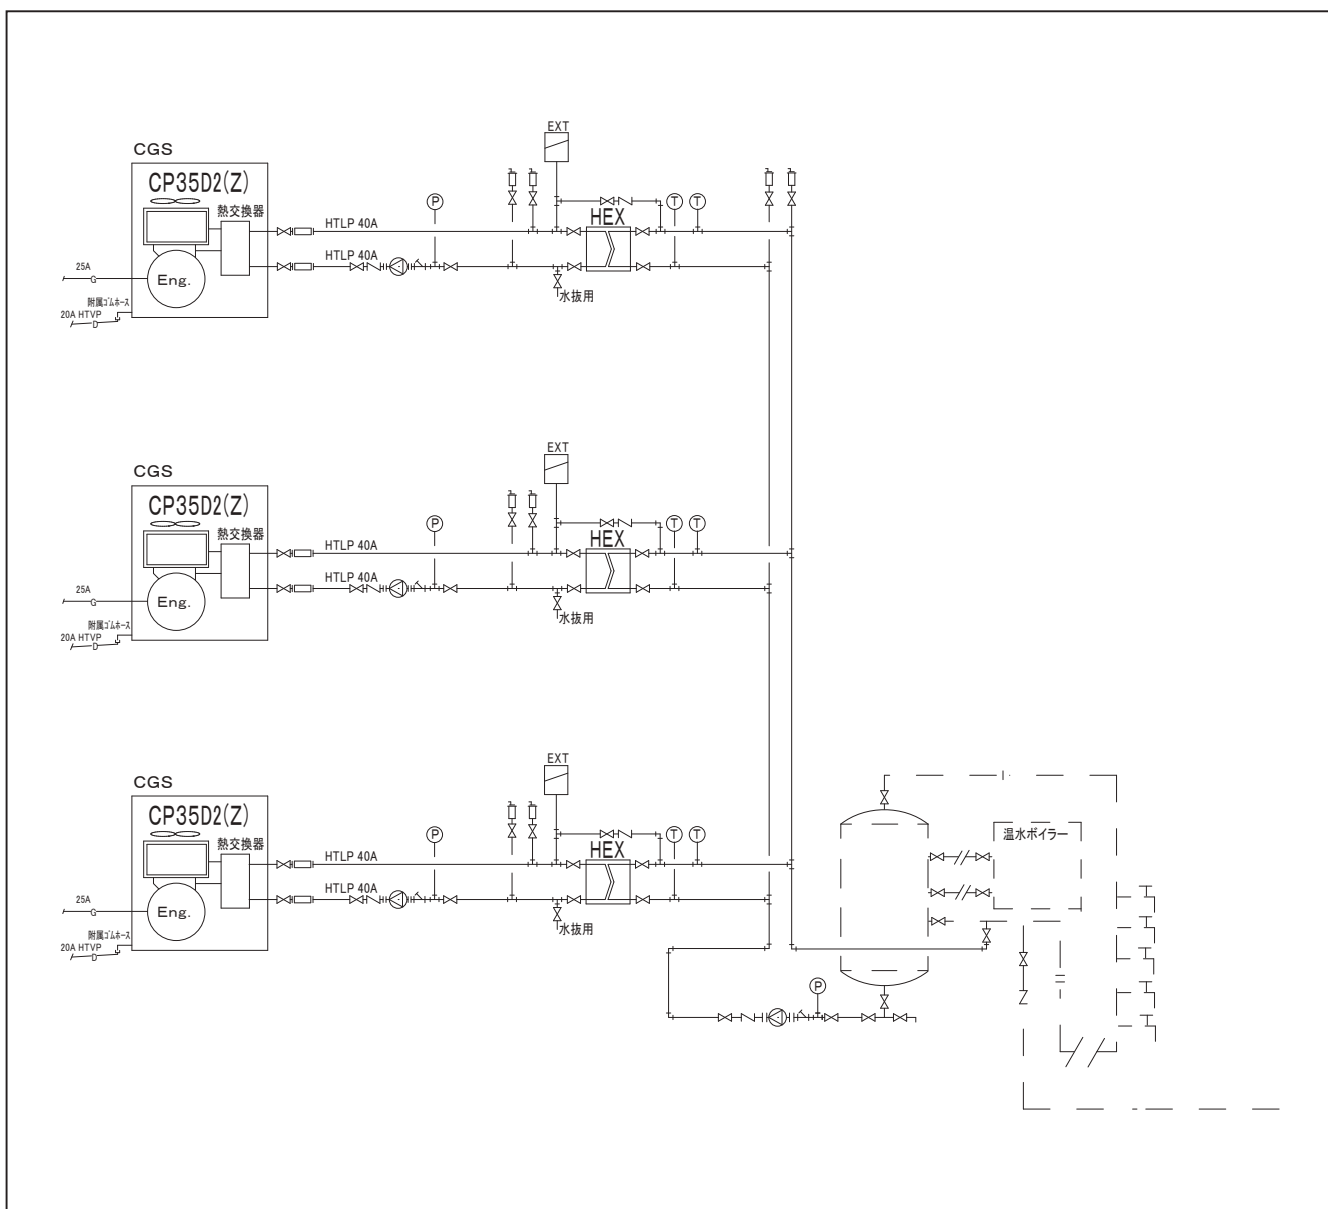 EXT
CGS
CP35D2(Z)
熱交換器
HTLP 40A
HEX
P
T
T
HTLP 40A
25A
G
Eng.
水抜用
附属ゴムホース
20A HTVP
D
EXT
CGS
CP35D2(Z)
熱交換器
HTLP 40A
HEX
P
T
T
HTLP 40A
25A
G
Eng.
水抜用
附属ゴムホース
20A HTVP
D
EXT
CGS
CP35D2(Z)
熱交換器
HTLP 40A
HEX
P
T
T
温水ボイラー
HTLP 40A
25A
G
Eng.
水抜用
附属ゴムホース
20A HTVP
D
P